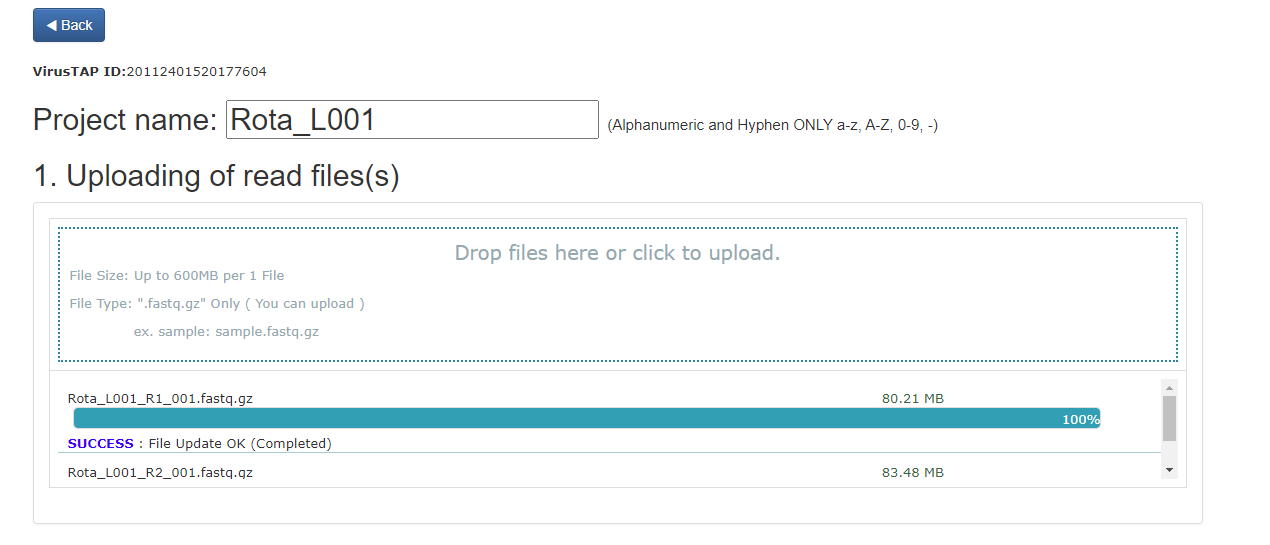 ◀ Back
VirusTAP ID:20112401520177604
Project name: Rota_L001 (Alphanumeric and Hyphen ONLY a-z, A-Z, 0-9, -)
1. Uploading of read files(s)
Drop files here or click to upload.
File Size: Up to 600MB per 1 File
File Type: ".fastq.gz" Only ( You can upload )
ex. sample: sample.fastq.gz
Rota_L001_R1_001.fastq.gz 80.21 MB
100%
SUCCESS : File Update OK (Completed)
Rota_L001_R2_001.fastq.gz 83.48 MB